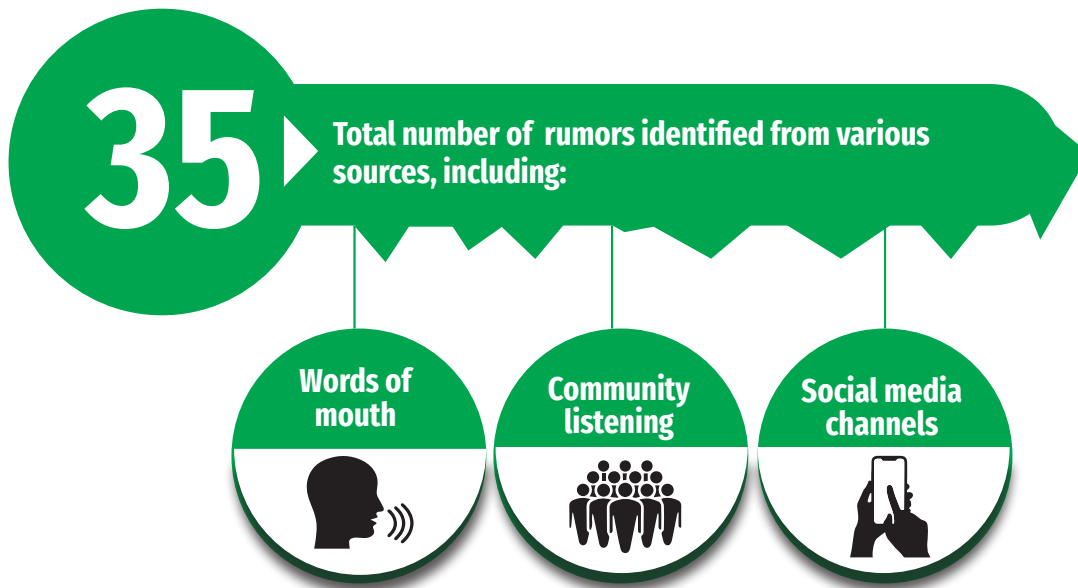 35
Total number of rumors identified from various
sources, including:
Words of
mouth
Community
listening
Social media
channels